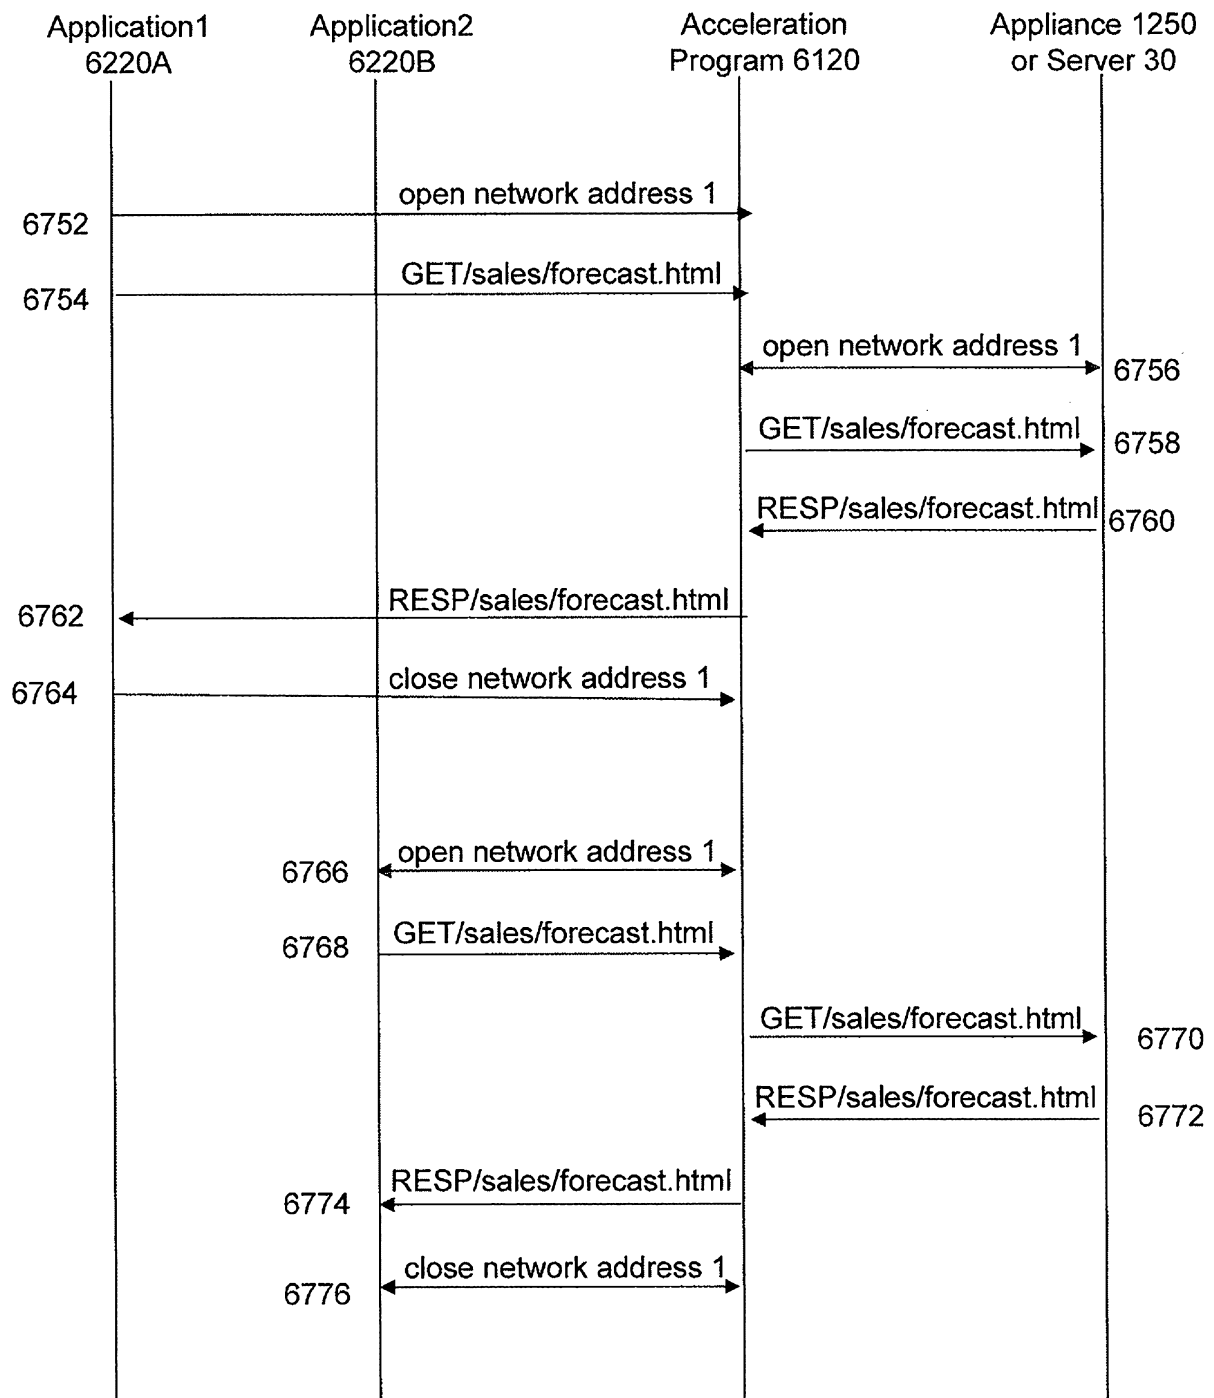 Application1
6220A
Application2
6220B
Acceleration
Program 6120
Appliance 1250
or Server 30
open network address 1
6752
GET/sales/forecast.html
6754
open network address 1
6756
GET/sales/forecast.html
6758
RESP/sales/forecast.html
6760
RESP/sales/forecast.html
6762
close network address 1
6764
open network address 1
6766
GET/sales/forecast.html
6768
GET/sales/forecast.html
6770
RESP/sales/forecast.html
6772
RESP/sales/forecast.html
6774
close network address 1
6776